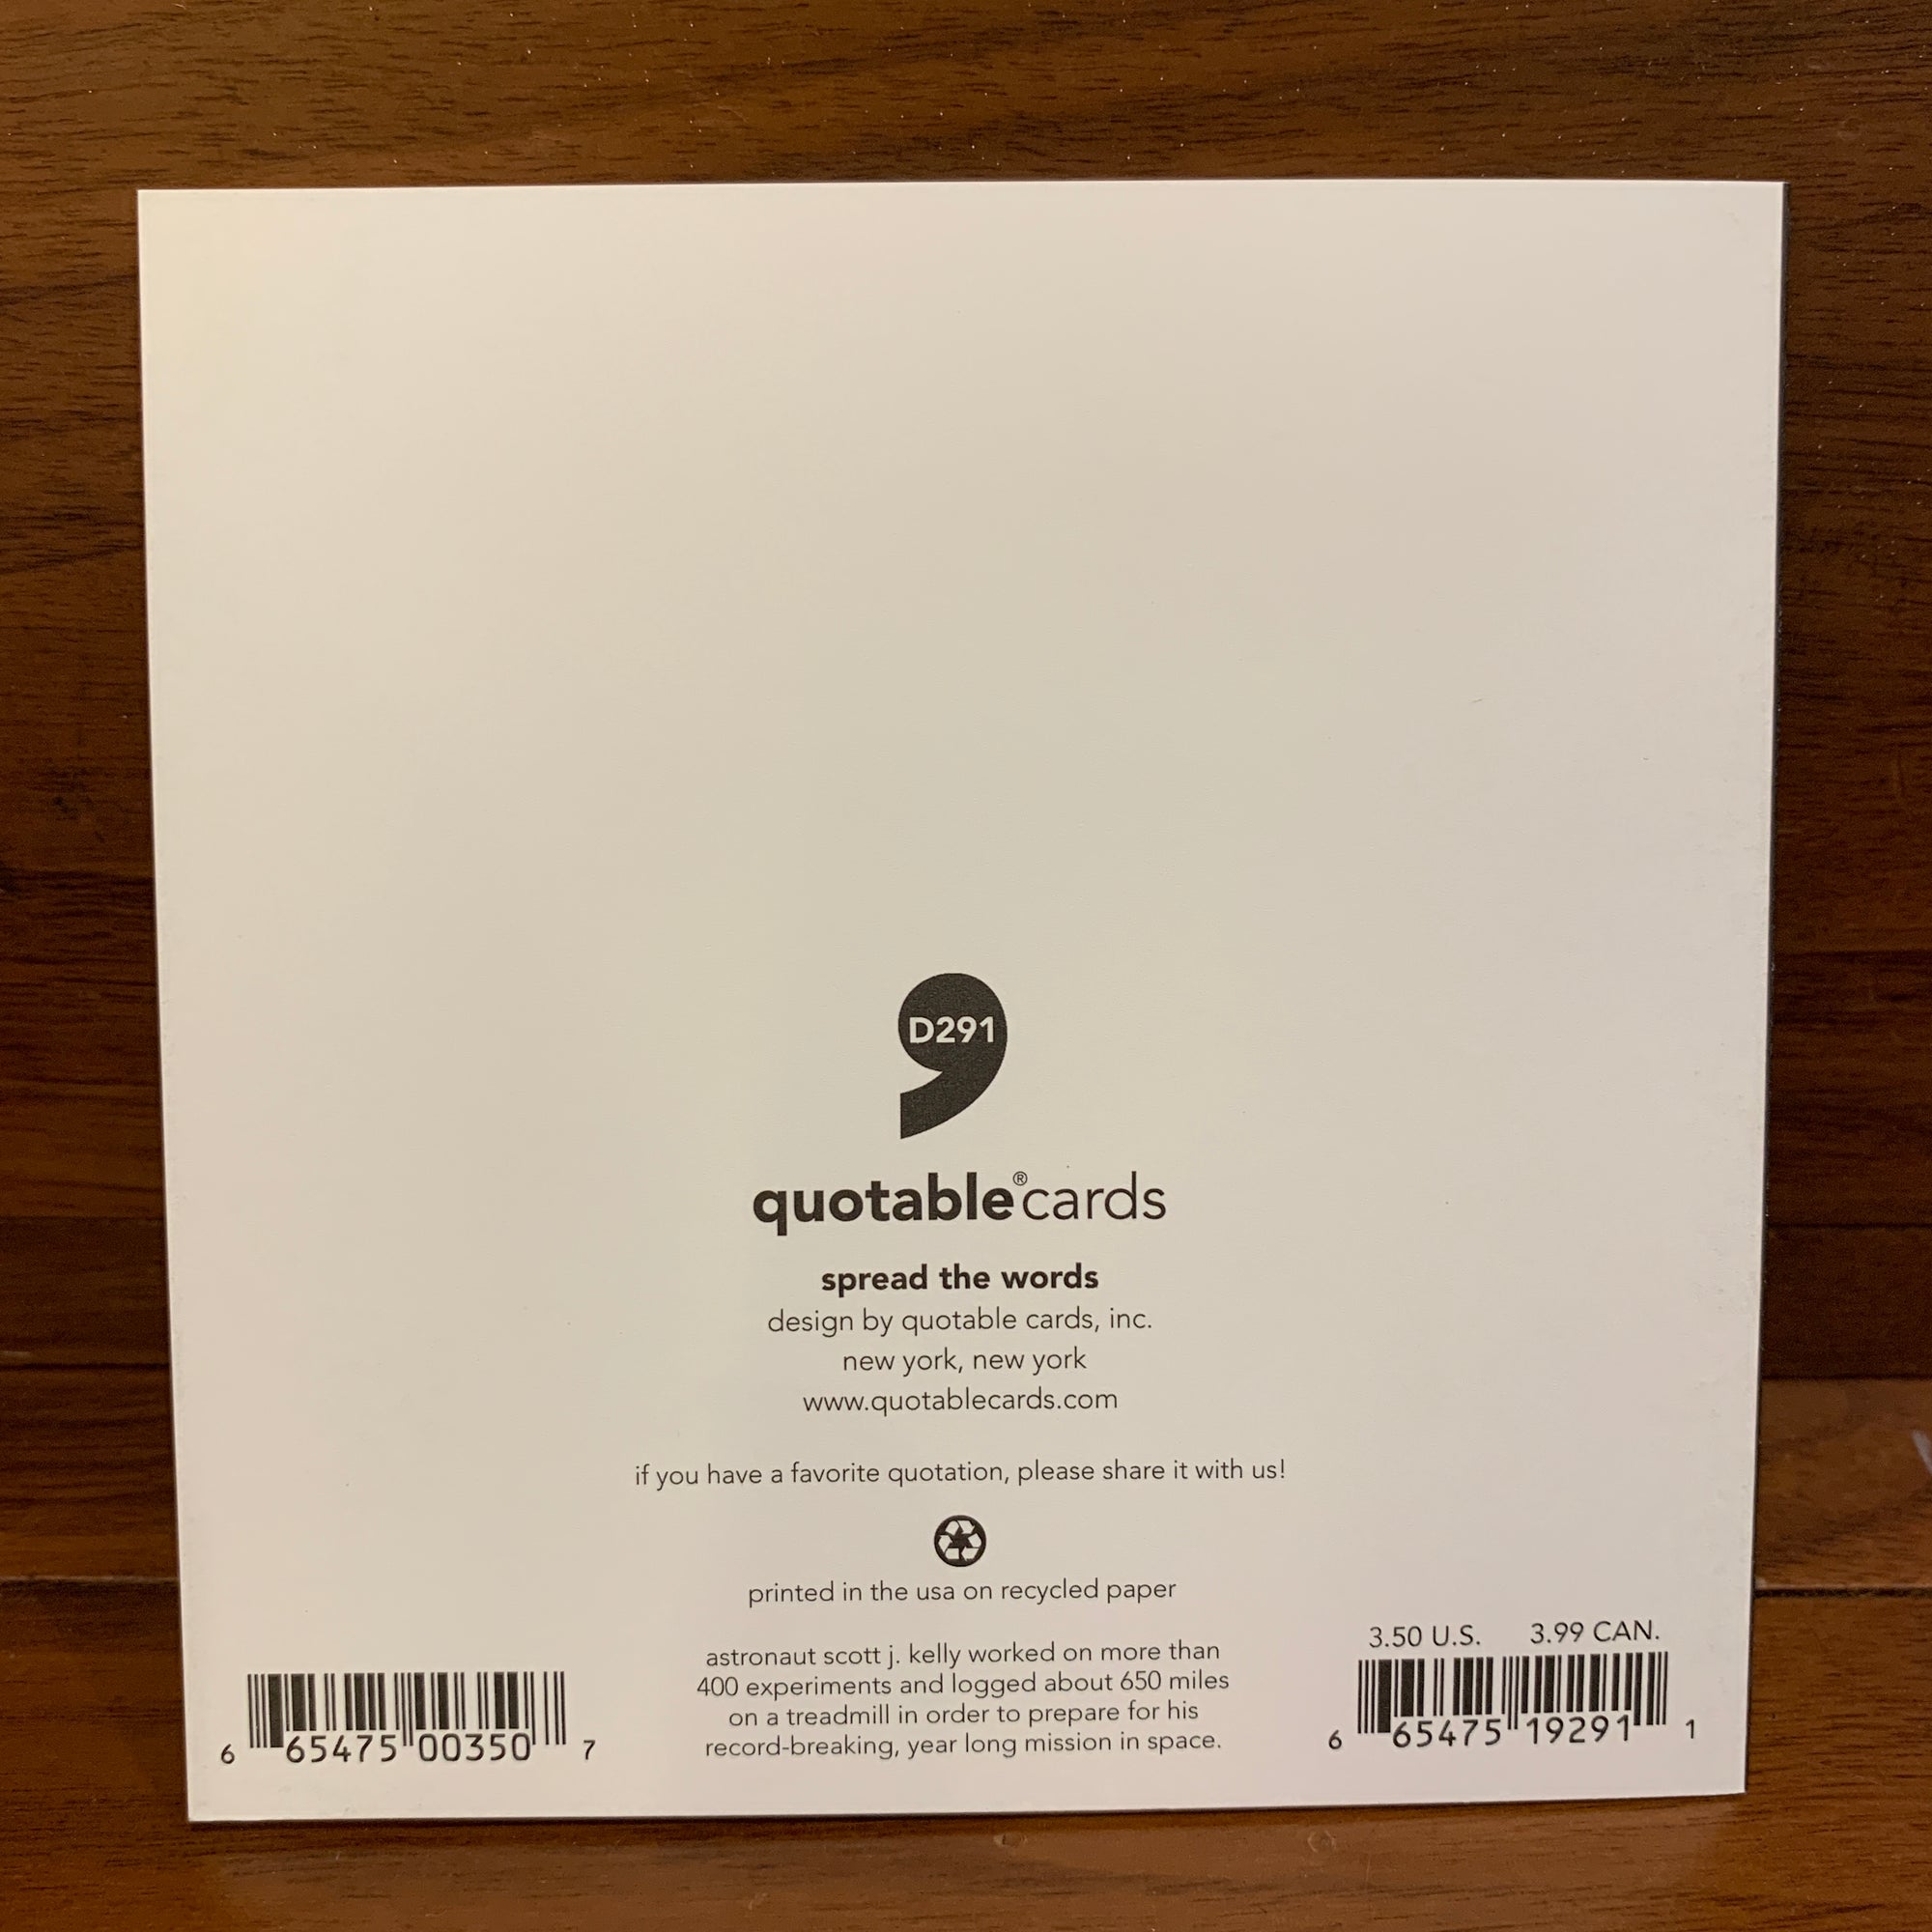 D291
quotable®cards
spread the words
design by quotable cards, inc.
new york, new york
www.quotablecards.com
if you have a favorite quotation, please share it with us!
printed in the usa on recycled paper
astronaut scott j. kelly worked on more than
400 experiments and logged about 650 miles
on a treadmill in order to prepare for his
record-breaking, year long mission in space.
6 65475 00350 7
3.50 U.S. 3.99 CAN.
6 65475 19291 1